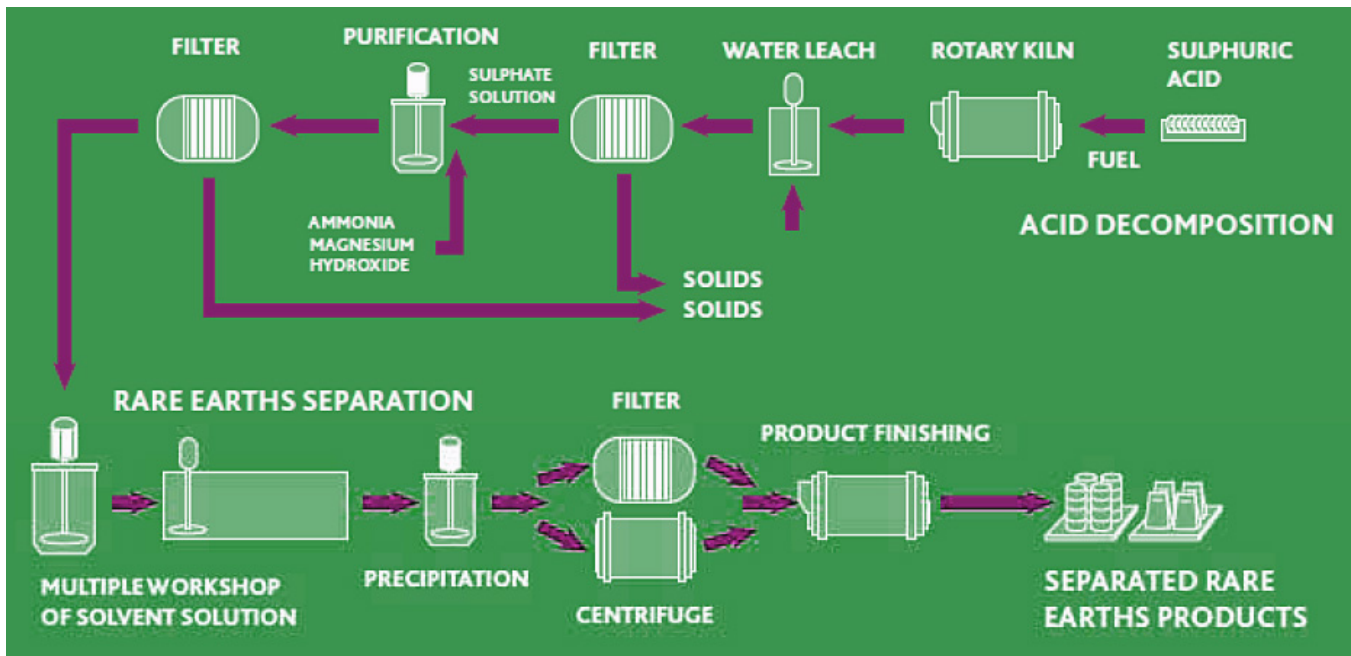 FILTER
PURIFICATION
SULPHATE
SOLUTION
FILTER
WATER LEACH
ROTARY KILN
SULPHURIC
ACID
FUEL
ACID DECOMPOSITION
AMMONIA
MAGNESIUM
HYDROXIDE
SOLIDS
SOLIDS
RARE EARTHS SEPARATION
FILTER
PRODUCT FINISHING
MULTIPLE WORKSHOP
OF SOLVENT SOLUTION
PRECIPITATION
CENTRIFUGE
SEPARATED RARE
EARTHS PRODUCTS